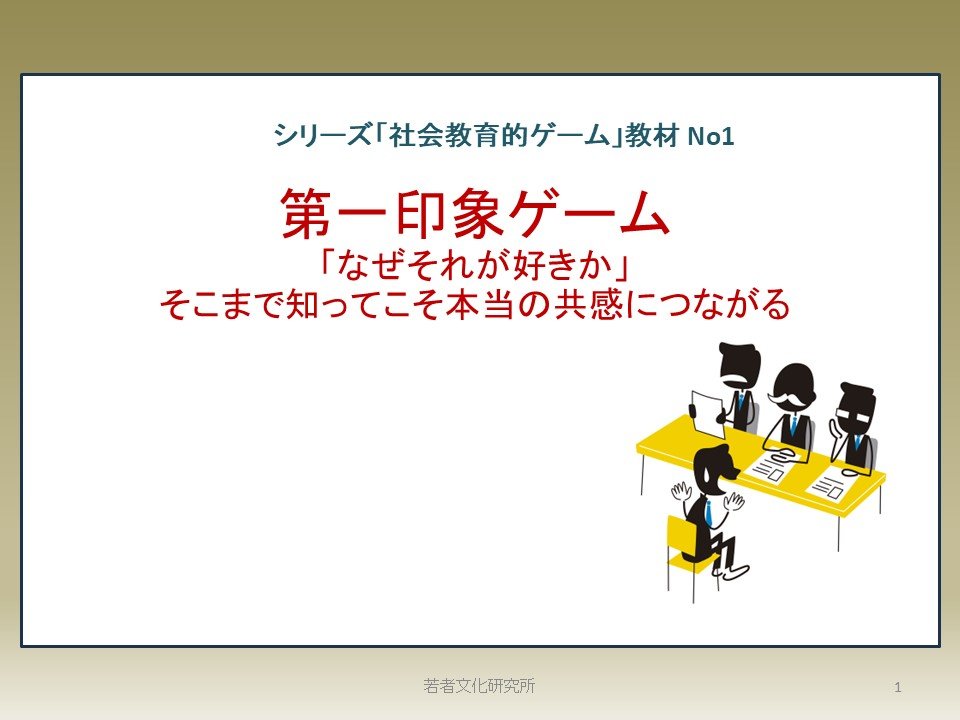 シリーズ「社会教育的ゲーム」教材 No1
第一印象ゲーム
「なぜそれが好きか」
そこまで知ってこそ本当の共感につながる
若者文化研究所
1